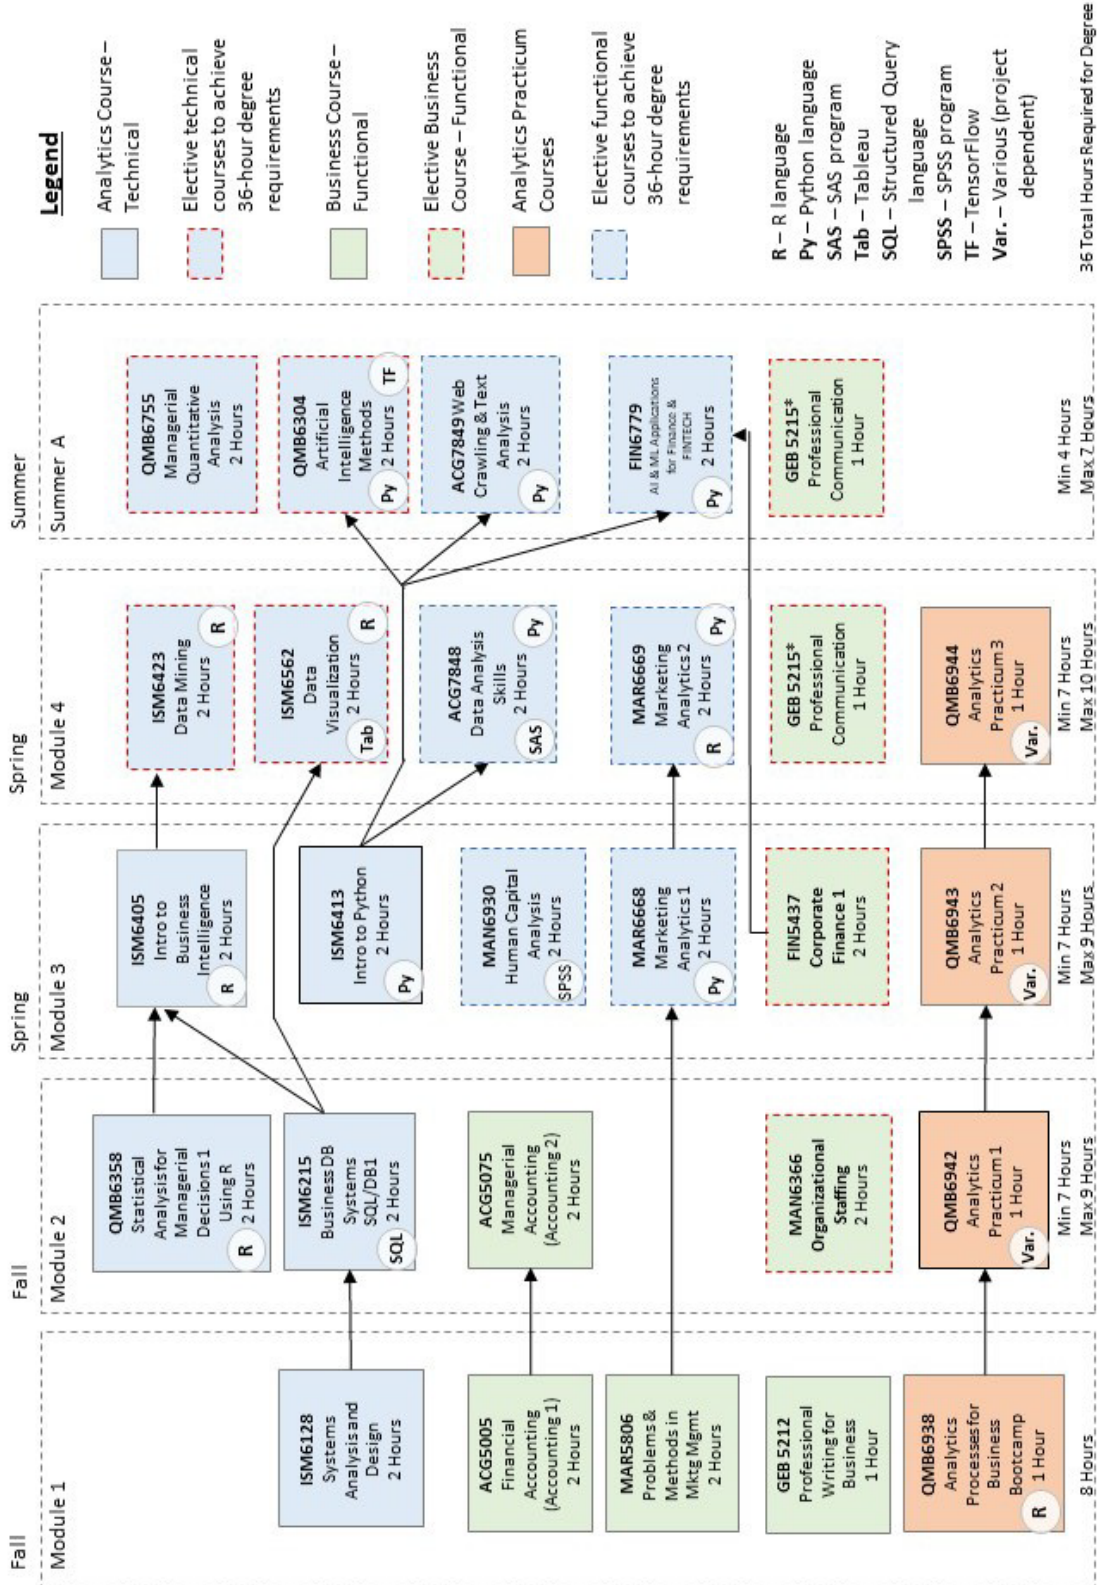 Fall
Module 1
ISM6128
Systems
Analysis and
Design
2 Hours
ACG5005
Financial
Accounting
(Accounting 1)
2 Hours
MAR5806
Problems &
Methods in
Mktg Mgmt
2 Hours
GEB 5212
Professional
Writing for
Business
1 Hour
QMB6938
Analytics
Processes for
Business
Bootcamp
R 1 Hour
8 Hours
Fall
Module 2
QMB6358
Statistical
Analysis for
Managerial
Decisions 1
Using R
R 2 Hours
ISM6215
Business DB
Systems
SQL/DB1
2 Hours
SQL
ACG5075
Managerial
Accounting
(Accounting 2)
2 Hours
MAN6366
Organizational
Staffing
2 Hours
QMB6942
Analytics
Practicum 1
1 Hour
Var.
Min 7 Hours
Max 9 Hours
Spring
Module 3
ISM6405
Intro to
Business
Intelligence
R 2 Hours
ISM6413
Intro to Python
2 Hours
Py
MAN6930
Human Capital
Analysis
2 Hours
SPSS
MAR6668
Marketing
Analytics 1
2 Hours
Py
FIN5437
Corporate
Finance 1
2 Hours
QMB6943
Analytics
Practicum 2
1 Hour
Var.
Min 7 Hours
Max 9 Hours
Spring
Module 4
ISM6423
Data Mining
2 Hours
R
ISM6562
Data
Visualization
2 Hours
Tab R
ACG7848
Data Analysis
Skills
2 Hours
SAS Py
MAR6669
Marketing
Analytics 2
2 Hours
R Py
GEB 5215*
Professional
Communication
1 Hour
QMB6944
Analytics
Practicum 3
1 Hour
Var.
Min 7 Hours
Max 10 Hours
Summer
Summer A
QMB6755
Managerial
Quantitative
Analysis
2 Hours
QMB6304
Artificial
Intelligence
Methods
Py 2 Hours TF
ACG7849 Web
Crawling & Text
Analysis
2 Hours
Py
FIN6779
AI & ML Applications
for Finance &
FINTECH
2 Hours
Py
GEB 5215*
Professional
Communication
1 Hour
Min 4 Hours
Max 7 Hours
Legend
Analytics Course –
Technical
Elective technical
courses to achieve
36-hour degree
requirements
Business Course –
Functional
Elective Business
Course – Functional
Analytics Practicum
Courses
Elective functional
courses to achieve
36-hour degree
requirements
R – R language
Py – Python language
SAS – SAS program
Tab – Tableau
SQL – Structured Query
language
SPSS – SPSS program
TF – TensorFlow
Var. – Various (project
dependent)
36 Total Hours Required for Degree